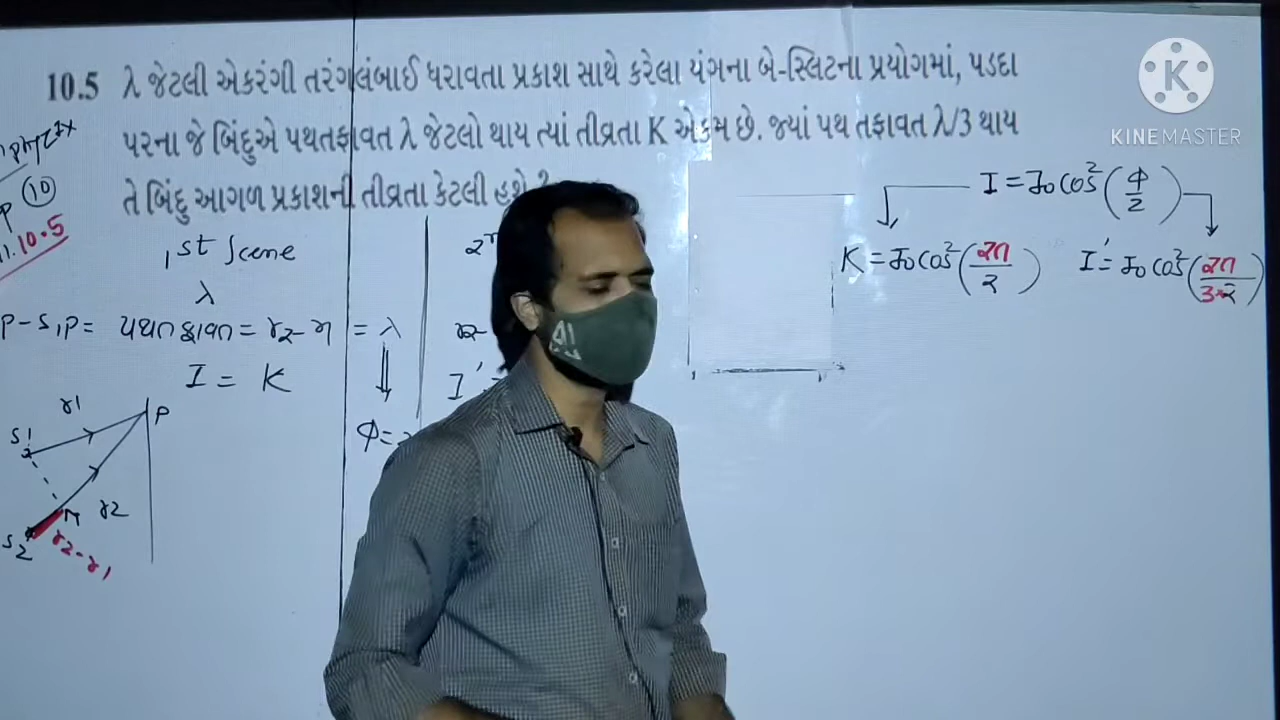 10.5 λ જેટલી એકરંગી તરંગલંબાઈ ધરાવતા પ્રકાશ સાથે કરેલા યંગના બે-સ્લિટના પ્રયોગમાં, પડદા
પરના જે બિંદુએ પથતફાવત λ જેટલો થાય ત્યાં તીવ્રતા K એકમ છે. જ્યાં પથ તફાવત λ/3 થાય
તે બિંદુ આગળ પ્રકાશની તીવ્રતા કેટલી હશે ?
10
10.5
1st Scene
λ
P-S1P = પથતફાવત = r2-r1 = λ
I = K
Φ=
r1
P
S1
r2
S2
r2-r1
I'
I = I0 cos²(Φ/2)
K = I0 cos²(2π/2)
I' = I0 cos²(2π/3×2)
K
KINEMASTER